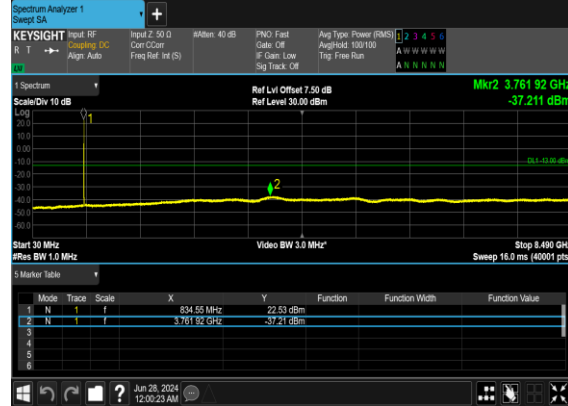 Spectrum Analyzer 1
Swept SA
+
KEYSIGHT Input: RF Input Z: 50 Ω #Atten: 40 dB PNO: Fast Avg Type: Power (RMS) 1 2 3 4 5 6
R T Coupling: DC Corr CCorr Gate: Off Avg|Hold: 100/100 A W W W W W
Align: Auto Freq Ref: Int (S) IF Gain: Low Trig: Free Run
LU Sig Track: Off A N N N N N
1 Spectrum Ref Lvl Offset 7.50 dB Mkr2 3.761 92 GHz
Scale/Div 10 dB Ref Level 30.00 dBm -37.211 dBm
Log
20.0 1
10.0
0.00
-10.0 DL1 -13.00 dBm
-20.0
-30.0 2
-40.0
-50.0
-60.0
Start 30 MHz Video BW 3.0 MHz* Stop 8.490 GHz
#Res BW 1.0 MHz Sweep 16.0 ms (40001 pts)
5 Marker Table
Mode Trace Scale X Y Function Function Width Function Value
1 N 1 f 834.55 MHz 22.53 dBm
2 N 1 f 3.761 92 GHz -37.21 dBm
3
4
5
6
? Jun 28, 2024
12:00:23 AM